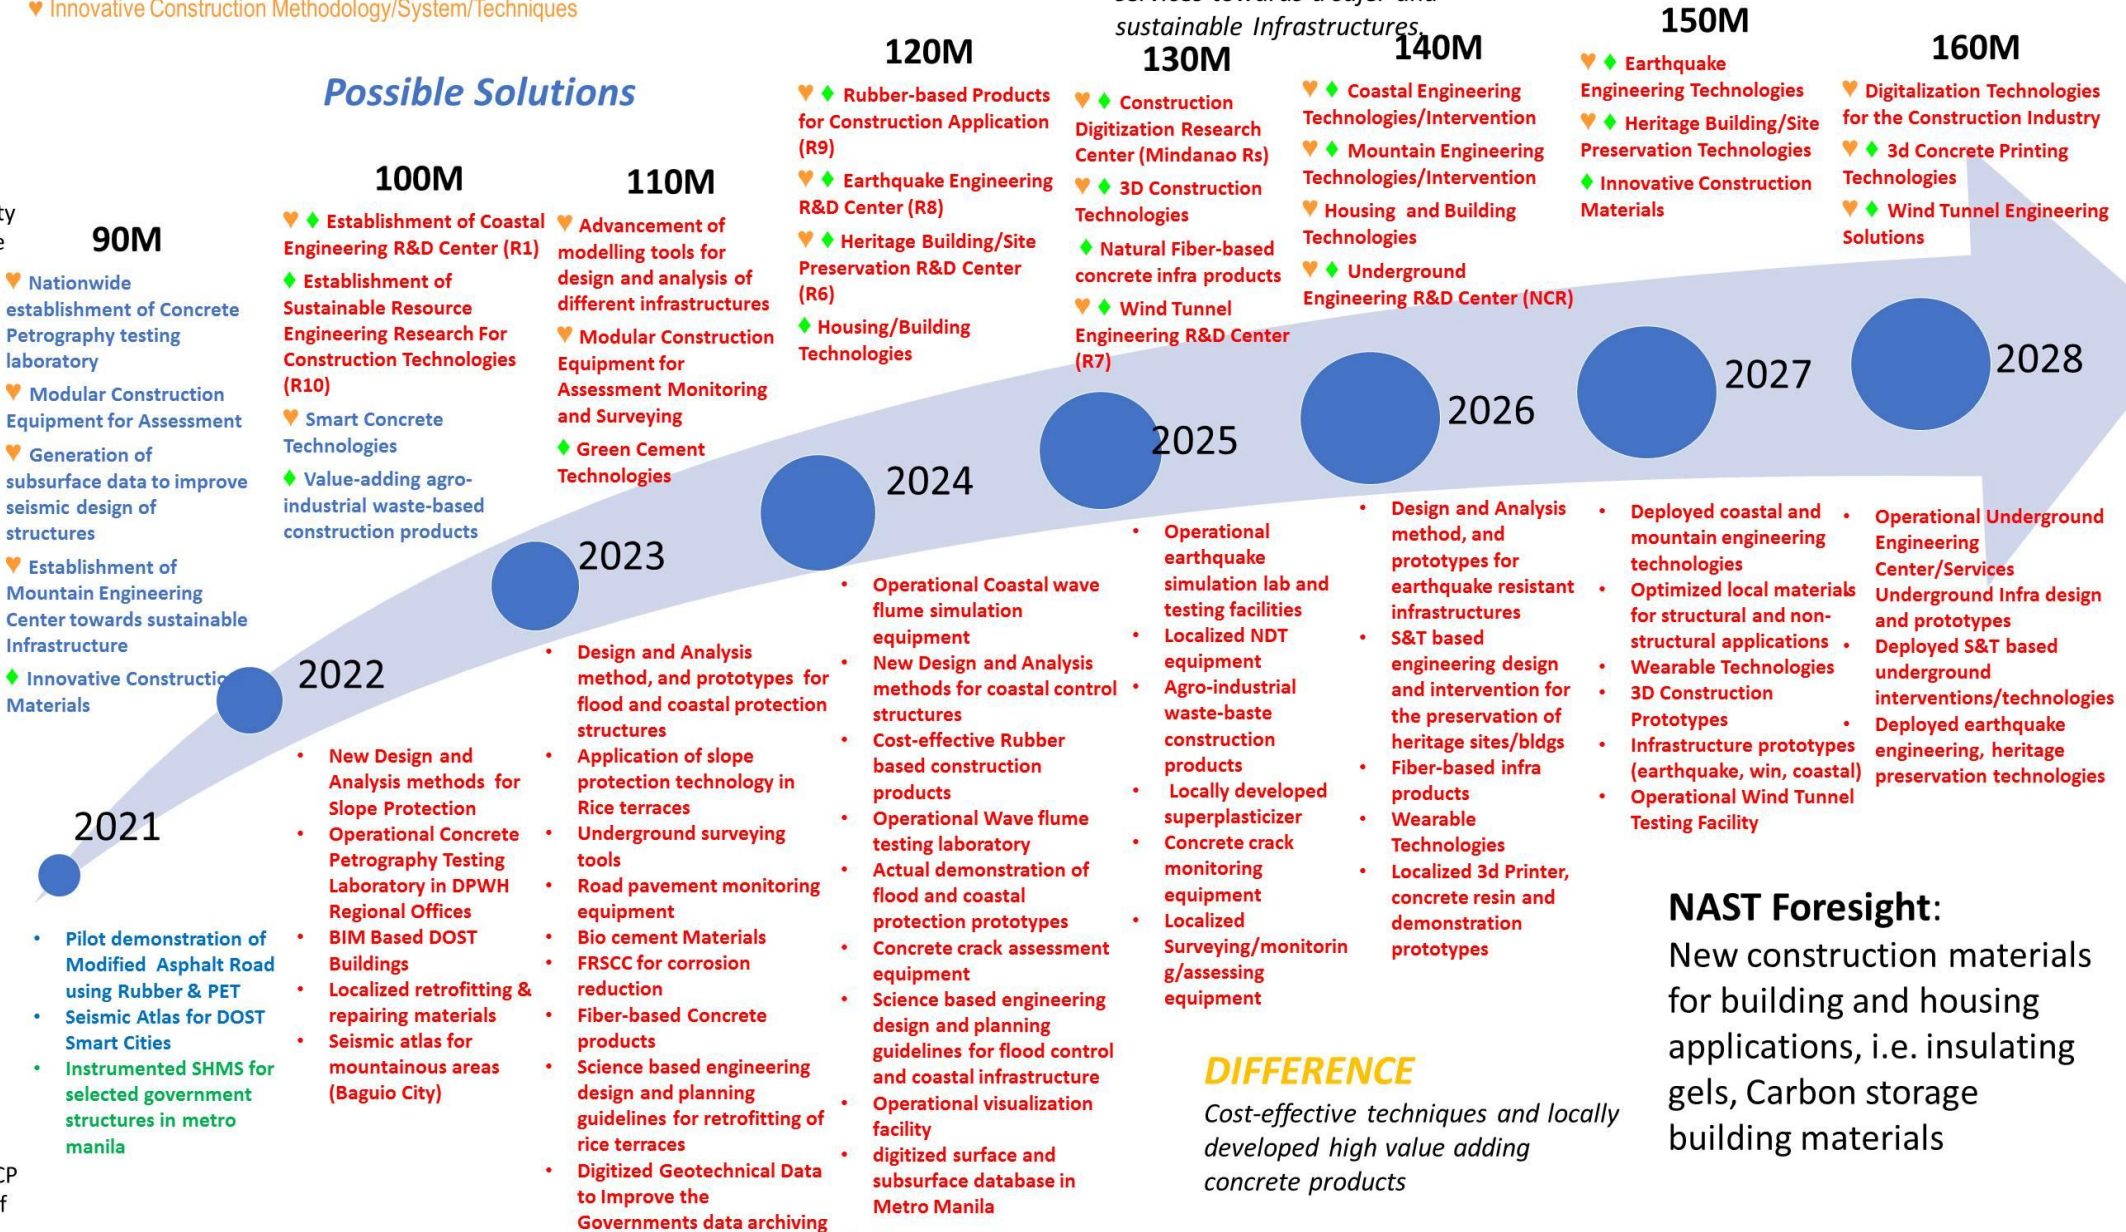 ♥ Innovative Construction Methodology/System/Techniques
sustainable Infrastructures.
Possible Solutions
90M
♥ Nationwide
establishment of Concrete
Petrography testing
laboratory
♥ Modular Construction
Equipment for Assessment
♥ Generation of
subsurface data to improve
seismic design of
structures
♥ Establishment of
Mountain Engineering
Center towards sustainable
Infrastructure
♦ Innovative Constructio
Materials
100M
♥ ♦ Establishment of Coastal
Engineering R&D Center (R1)
♦ Establishment of
Sustainable Resource
Engineering Research For
Construction Technologies
(R10)
♥ Smart Concrete
Technologies
♦ Value-adding agro-
industrial waste-based
construction products
110M
♥ Advancement of
modelling tools for
design and analysis of
different infrastructures
♥ Modular Construction
Equipment for
Assessment Monitoring
and Surveying
♦ Green Cement
Technologies
120M
♥ ♦ Rubber-based Products
for Construction Application
(R9)
♥ ♦ Earthquake Engineering
R&D Center (R8)
♥ ♦ Heritage Building/Site
Preservation R&D Center
(R6)
♦ Housing/Building
Technologies
130M
♥ ♦ Construction
Digitization Research
Center (Mindanao Rs)
♥ ♦ 3D Construction
Technologies
♦ Natural Fiber-based
concrete infra products
♥ ♦ Wind Tunnel
Engineering R&D Center
(R7)
140M
♥ ♦ Coastal Engineering
Technologies/Intervention
♥ ♦ Mountain Engineering
Technologies/Intervention
♥ Housing and Building
Technologies
♥ ♦ Underground
Engineering R&D Center (NCR)
150M
♥ ♦ Earthquake
Engineering Technologies
♥ ♦ Heritage Building/Site
Preservation Technologies
♦ Innovative Construction
Materials
160M
♥ Digitalization Technologies
for the Construction Industry
♥ ♦ 3d Concrete Printing
Technologies
♥ ♦ Wind Tunnel Engineering
Solutions
2021
• Pilot demonstration of
Modified Asphalt Road
using Rubber & PET
• Seismic Atlas for DOST
Smart Cities
• Instrumented SHMS for
selected government
structures in metro
manila
2022
• New Design and
Analysis methods for
Slope Protection
• Operational Concrete
Petrography Testing
Laboratory in DPWH
Regional Offices
• BIM Based DOST
Buildings
• Localized retrofitting &
repairing materials
• Seismic atlas for
mountainous areas
(Baguio City)
2023
• Design and Analysis
method, and prototypes for
flood and coastal protection
structures
• Application of slope
protection technology in
Rice terraces
• Underground surveying
tools
• Road pavement monitoring
equipment
• Bio cement Materials
• FRSCC for corrosion
reduction
• Fiber-based Concrete
products
• Science based engineering
design and planning
guidelines for retrofitting of
rice terraces
• Digitized Geotechnical Data
to Improve the
Governments data archiving
2024
• Operational Coastal wave
flume simulation
equipment
• New Design and Analysis
methods for coastal control
structures
• Cost-effective Rubber
based construction
products
• Operational Wave flume
testing laboratory
• Actual demonstration of
flood and coastal
protection prototypes
• Concrete crack assessment
equipment
• Science based engineering
design and planning
guidelines for flood control
and coastal infrastructure
• Operational visualization
facility
• digitized surface and
subsurface database in
Metro Manila
2025
• Operational
earthquake
simulation lab and
testing facilities
• Localized NDT
equipment
• Agro-industrial
waste-baste
construction
products
• Locally developed
superplasticizer
• Concrete crack
monitoring
equipment
• Localized
Surveying/monitorin
g/assessing
equipment
2026
• Design and Analysis
method, and
prototypes for
earthquake resistant
infrastructures
• S&T based
engineering design
and intervention for
the preservation of
heritage sites/bldgs
• Fiber-based infra
products
• Wearable
Technologies
• Localized 3d Printer,
concrete resin and
demonstration
prototypes
2027
• Deployed coastal and
mountain engineering
technologies
• Optimized local materials
for structural and non-
structural applications
• Wearable Technologies
• 3D Construction
Prototypes
• Infrastructure prototypes
(earthquake, win, coastal)
• Operational Wind Tunnel
Testing Facility
2028
• Operational Underground
Engineering
Center/Services
• Underground Infra design
and prototypes
• Deployed S&T based
underground
interventions/technologies
• Deployed earthquake
engineering, heritage
preservation technologies
DIFFERENCE
Cost-effective techniques and locally
developed high value adding
concrete products
NAST Foresight:
New construction materials
for building and housing
applications, i.e. insulating
gels, Carbon storage
building materials